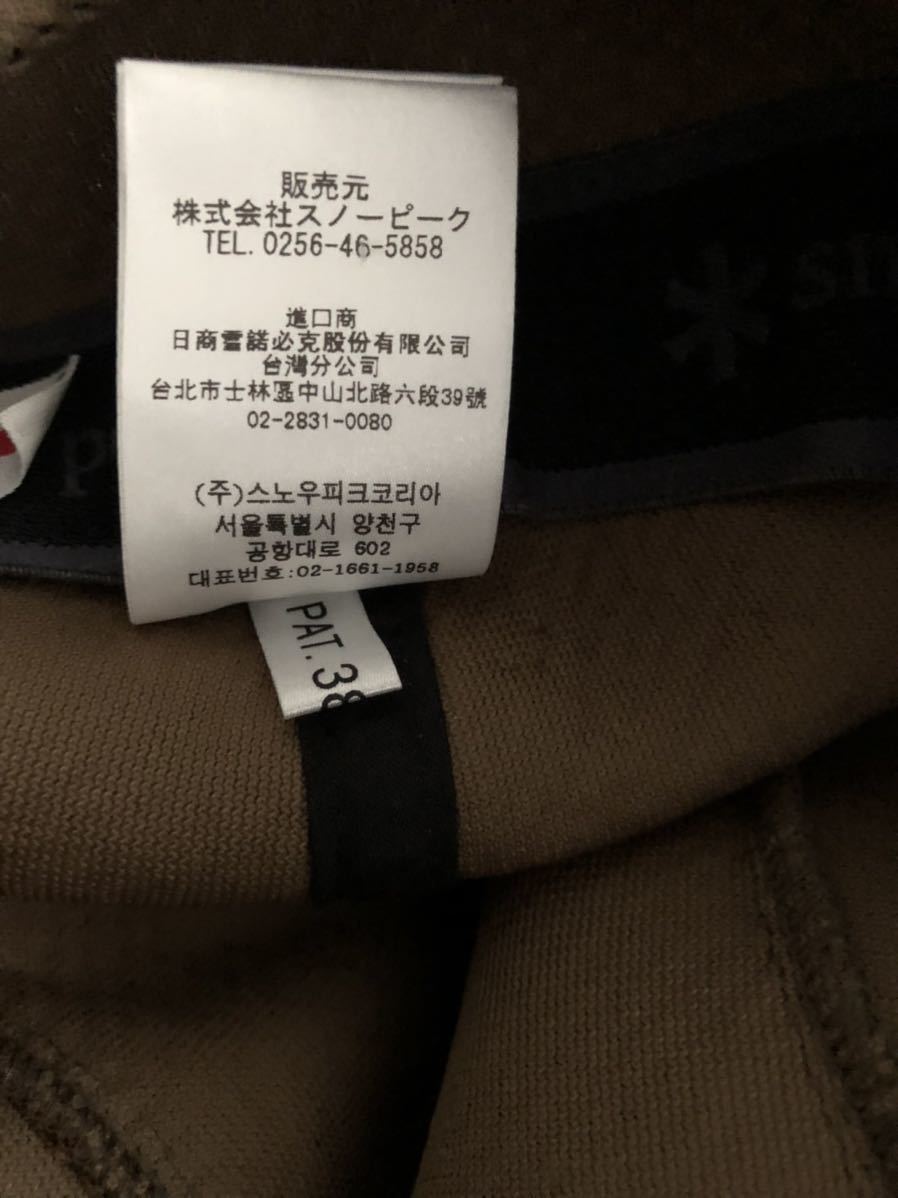 販売元
株式会社スノーピーク
TEL. 0256-46-5858
進口商
日商雪諾必克股份有限公司
台灣分公司
台北市士林區中山北路六段39號
02-2831-0080
(주)스노우피크코리아
서울특별시 양천구
공항대로 602
대표번호:02-1661-1958
PAT.38